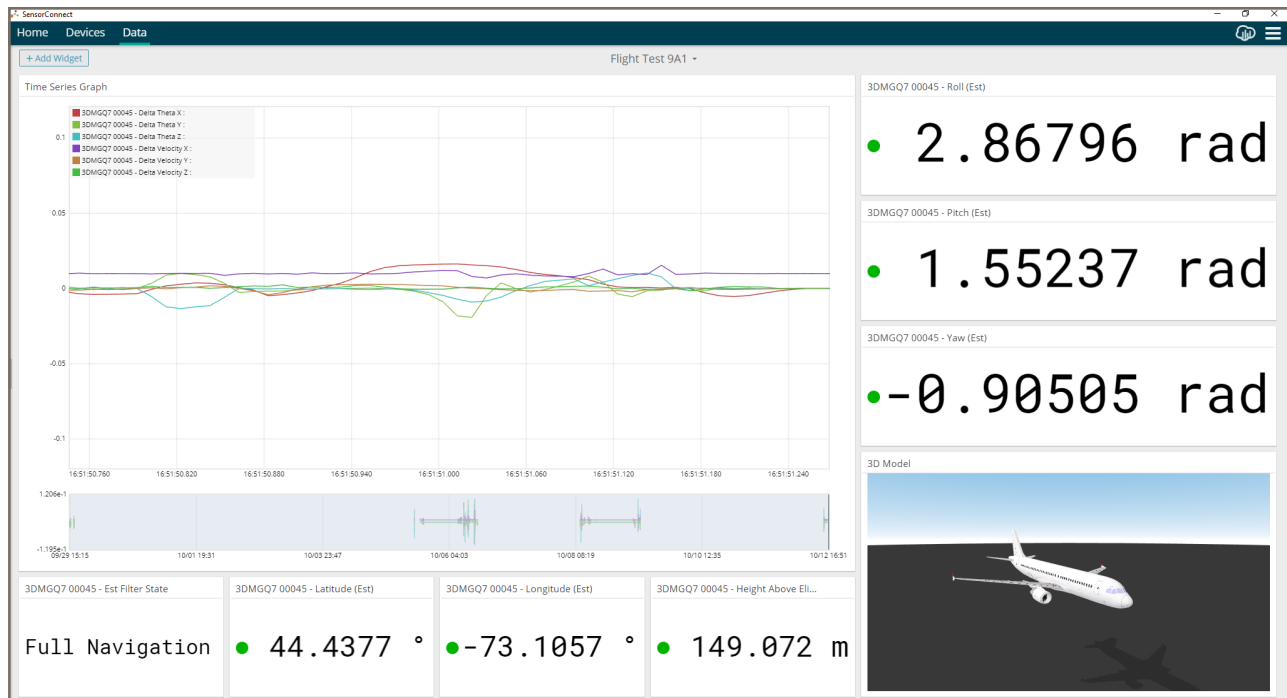 SensorConnect
Home Devices Data
+ Add Widget
Flight Test 9A1
Time Series Graph
3DMGQ7 00045 - Delta Theta X :
3DMGQ7 00045 - Delta Theta Y :
3DMGQ7 00045 - Delta Theta Z :
3DMGQ7 00045 - Delta Velocity X :
3DMGQ7 00045 - Delta Velocity Y :
3DMGQ7 00045 - Delta Velocity Z :
0.1
0.05
0
-0.05
-0.1
16:51:50.760 16:51:50.820 16:51:50.880 16:51:50.940 16:51:51.000 16:51:51.060 16:51:51.120 16:51:51.180 16:51:51.240
1.206e-1
-1.195e-1
09/29 15:15 10/01 19:31 10/03 23:47 10/06 04:03 10/08 08:19 10/10 12:35 10/12 16:51
3DMGQ7 00045 - Roll (Est)
2.86796 rad
3DMGQ7 00045 - Pitch (Est)
1.55237 rad
3DMGQ7 00045 - Yaw (Est)
-0.90505 rad
3D Model
3DMGQ7 00045 - Est Filter State
Full Navigation
3DMGQ7 00045 - Latitude (Est)
44.4377 °
3DMGQ7 00045 - Longitude (Est)
-73.1057 °
3DMGQ7 00045 - Height Above Eli...
149.072 m